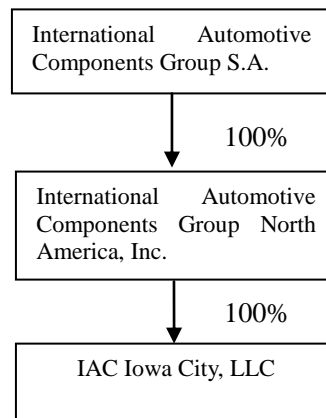 International Automotive
Components Group S.A.
100%
International Automotive
Components Group North
America, Inc.
100%
IAC Iowa City, LLC